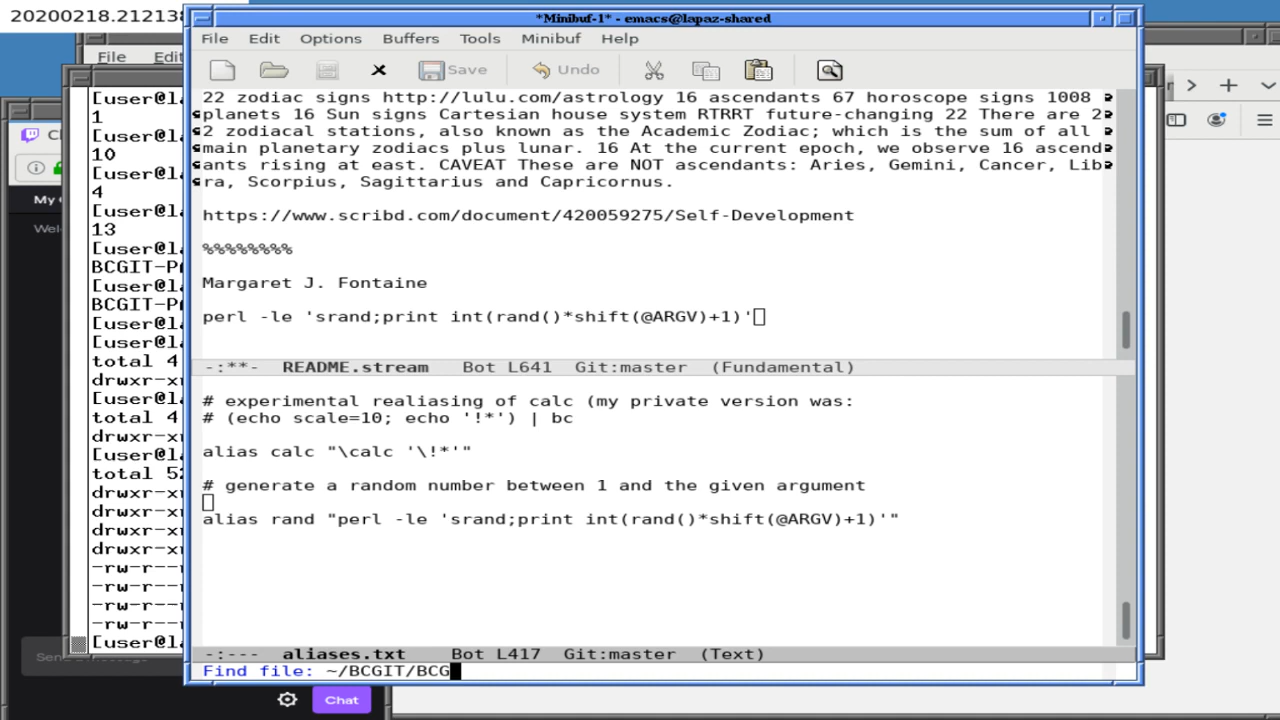 20200218.21213
*Minibuf-1* - emacs@lapaz-shared
File Edit
File Edit Options Buffers Tools Minibuf Help
Save Undo
22 zodiac signs http://lulu.com/astrology 16 ascendants 67 horoscope signs 1008
planets 16 Sun signs Cartesian house system RTRRT future-changing 22 There are 2
2 zodiacal stations, also known as the Academic Zodiac; which is the sum of all
main planetary zodiacs plus lunar. 16 At the current epoch, we observe 16 ascend
ants rising at east. CAVEAT These are NOT ascendants: Aries, Gemini, Cancer, Lib
ra, Scorpius, Sagittarius and Capricornus.
https://www.scribd.com/document/420059275/Self-Development
%%%%%%%%
Margaret J. Fontaine
perl -le 'srand;print int(rand()*shift(@ARGV)+1)'
-:**- README.stream Bot L641 Git:master (Fundamental)
# experimental realiasing of calc (my private version was:
# (echo scale=10; echo '!*') | bc
alias calc "\calc '\!*'"
# generate a random number between 1 and the given argument
alias rand "perl -le 'srand;print int(rand()*shift(@ARGV)+1)'"
-:--- aliases.txt Bot L417 Git:master (Text)
Find file: ~/BCGIT/BCG
[user@l
1
[user@l
10
[user@l
4
[user@l
13
[user@l
BCGIT-P
[user@l
BCGIT-P
[user@l
[user@l
total 4
drwxr-x
[user@l
total 4
drwxr-x
[user@l
total 52
drwxr-x
drwxr-x
drwxr-x
drwxr-x
-rw-r--
-rw-r--
-rw-r--
-rw-r--
[user@l
My
Wel
Chat